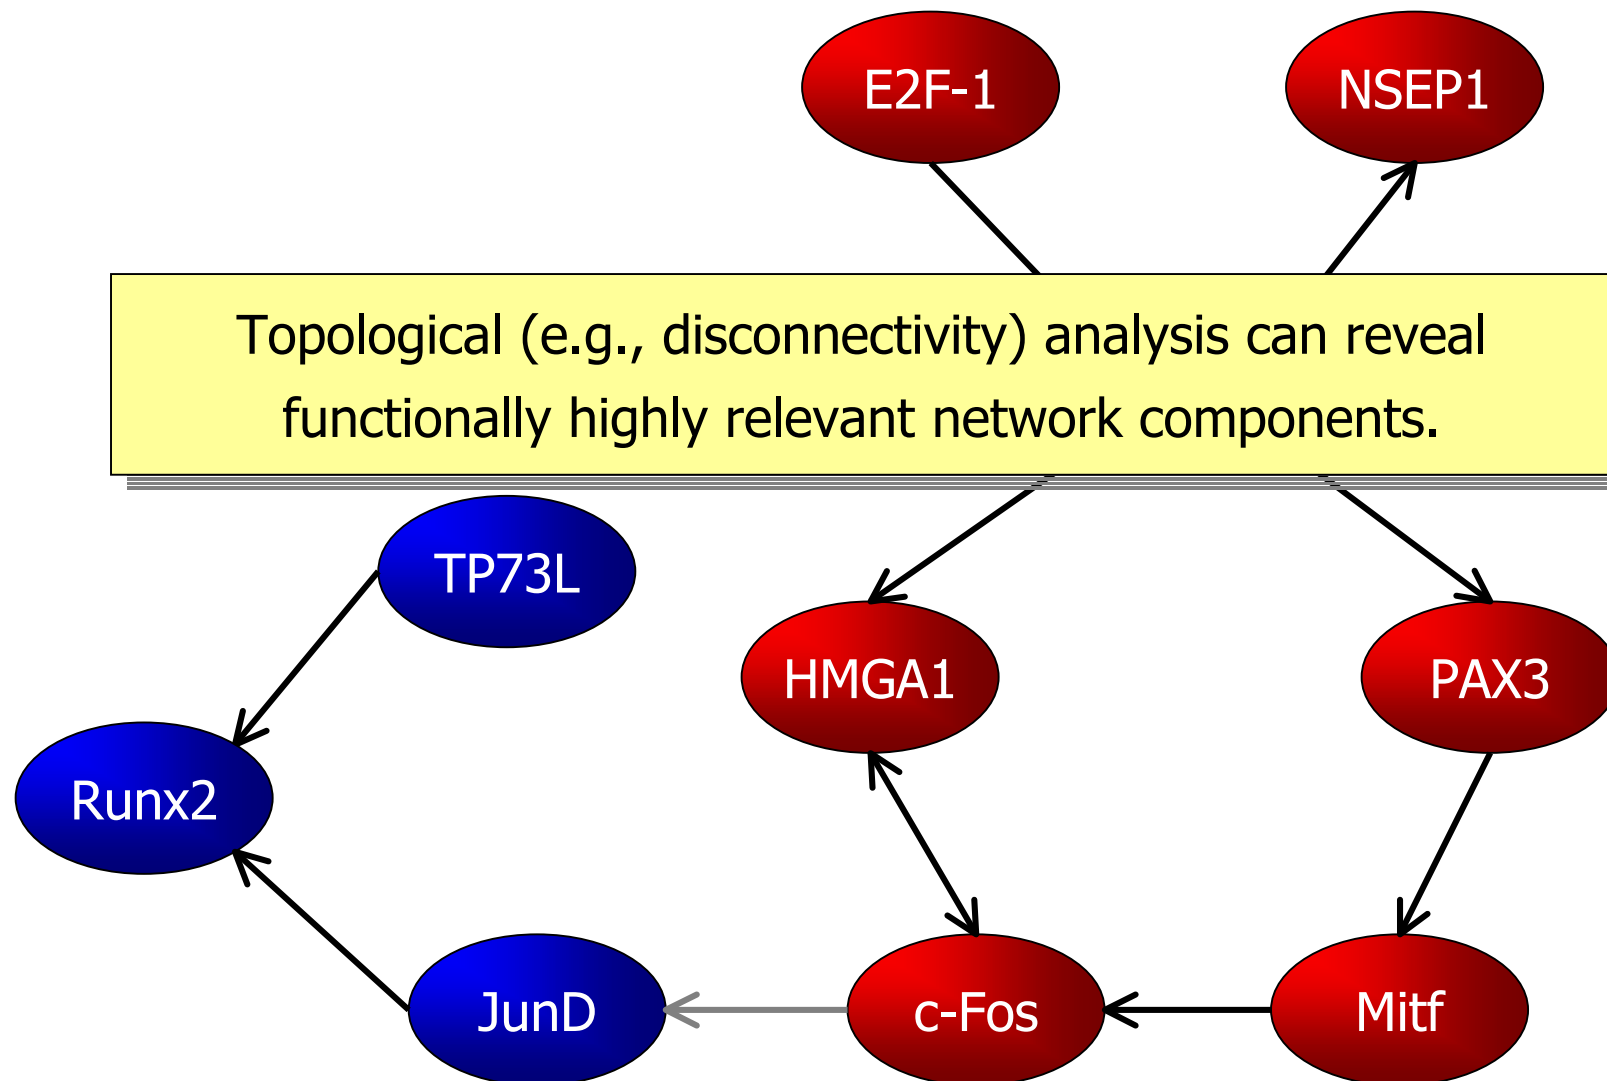 E2F-1
NSEP1
Topological (e.g., disconnectivity) analysis can reveal
functionally highly relevant network components.
TP73L
HMGA1
PAX3
Runx2
JunD
c-Fos
Mitf